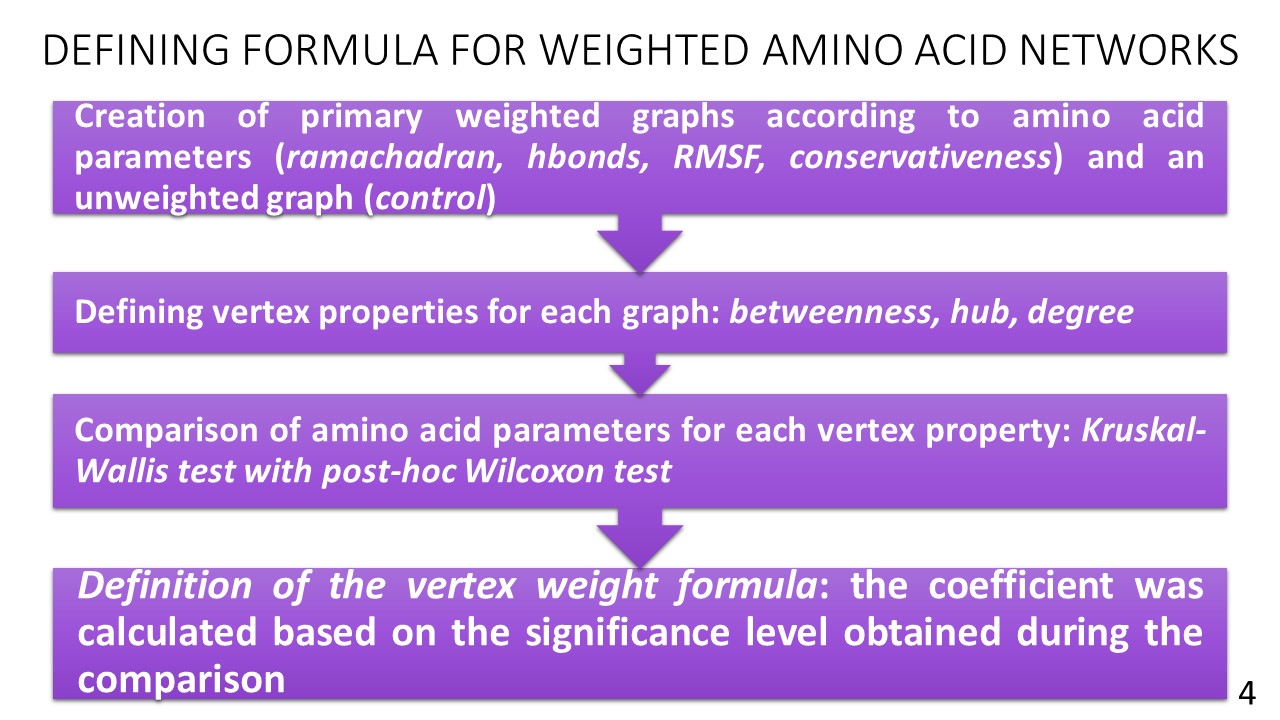 DEFINING FORMULA FOR WEIGHTED AMINO ACID NETWORKS
Creation of primary weighted graphs according to amino acid
parameters (ramachadran, hbonds, RMSF, conservativeness) and an
unweighted graph (control)
Defining vertex properties for each graph: betweenness, hub, degree
Comparison of amino acid parameters for each vertex property: Kruskal-
Wallis test with post-hoc Wilcoxon test
Definition of the vertex weight formula: the coefficient was
calculated based on the significance level obtained during the
comparison
4